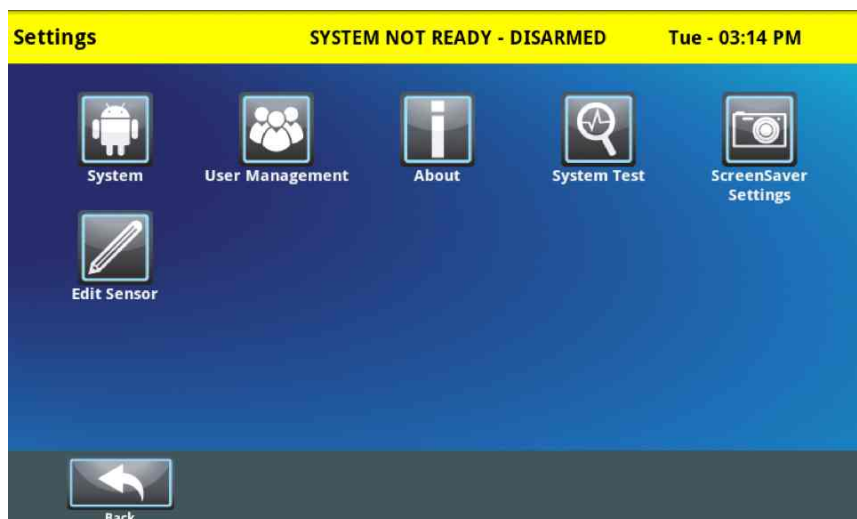 Settings SYSTEM NOT READY - DISARMED Tue - 03:14 PM
System User Management About System Test ScreenSaver
Settings
Edit Sensor
Back